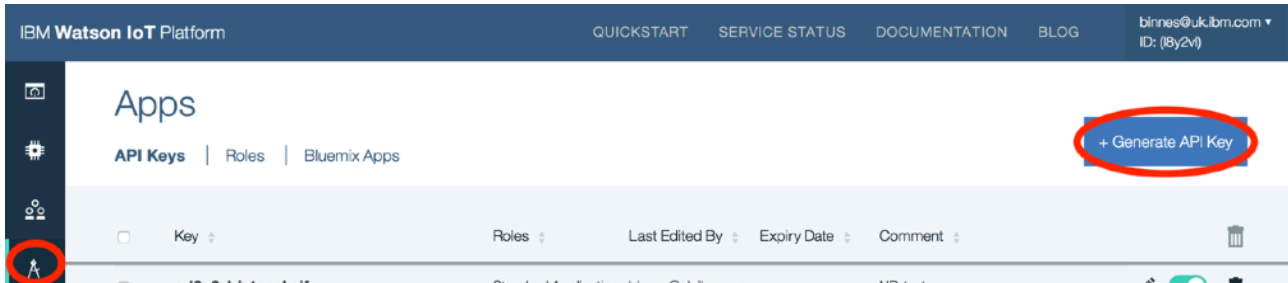 IBM Watson IoT Platform
QUICKSTART SERVICE STATUS DOCUMENTATION BLOG
binnes@uk.ibm.com
ID: (l8y2vl)
Apps
+ Generate API Key
API Keys | Roles | Bluemix Apps
Key Roles Last Edited By Expiry Date Comment